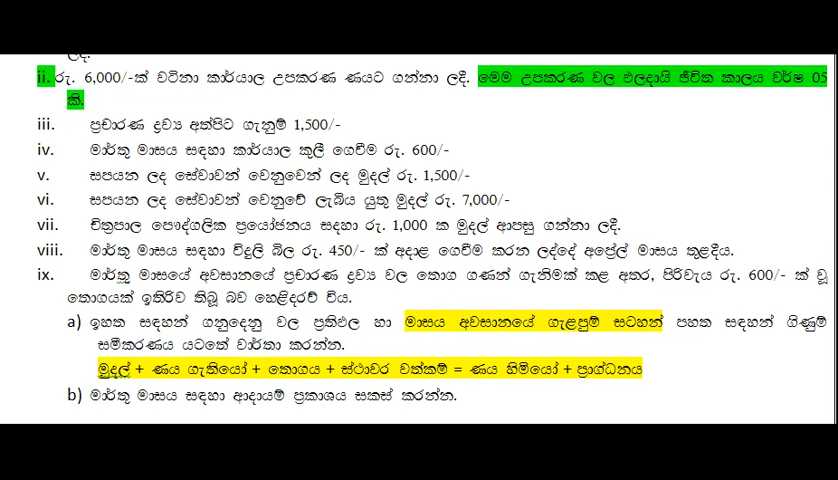 ලදී.
ii. රු. 6,000/-ක් වටිනා කාර්යාල උපකරණ ණයට ගන්නා ලදී. මෙම උපකරණ වල ඵලදායි ජීවිත කාලය වර්ෂ 05
කි.
iii. ප්‍රචාරණ ද්‍රව්‍ය අත්පිට ගැනුම් 1,500/-
iv. මාර්තු මාසය සඳහා කාර්යාල කුලී ගෙවීම රු. 600/-
v. සපයන ලද සේවාවන් වෙනුවෙන් ලද මුදල් රු. 1,500/-
vi. සපයන ලද සේවාවන් වෙනුවේ ලැබිය යුතු මුදල් රු. 7,000/-
vii. චිත්‍රපාල පෞද්ගලික ප්‍රයෝජනය සදහා රු. 1,000 ක මුදල් ආපසු ගන්නා ලදී.
viii. මාර්තු මාසය සඳහා විදුලි බිල රු. 450/- ක් අදාළ ගෙවීම කරන ලද්දේ අප්‍රේල් මාසය තුළදීය.
ix. මාර්තු මාසයේ අවසානයේ ප්‍රචාරණ ද්‍රව්‍ය වල තොග ගණන් ගැනීමක් කළ අතර, පිරිවැය රු. 600/- ක් වූ
තොගයක් ඉතිරිව තිබූ බව හෙළිදරව් විය.
a) ඉහත සඳහන් ගනුදෙනු වල ප්‍රතිඵල හා මාසය අවසානයේ ගැළපුම් සටහන් පහත සඳහන් ගිණුම්
සමීකරණය යටතේ වාර්තා කරන්න.
මුදල් + ණය ගැතියෝ + තොගය + ස්ථාවර වත්කම් = ණය හිමියෝ + ප්‍රාග්ධනය
b) මාර්තු මාසය සඳහා ආදායම් ප්‍රකාශය සකස් කරන්න.